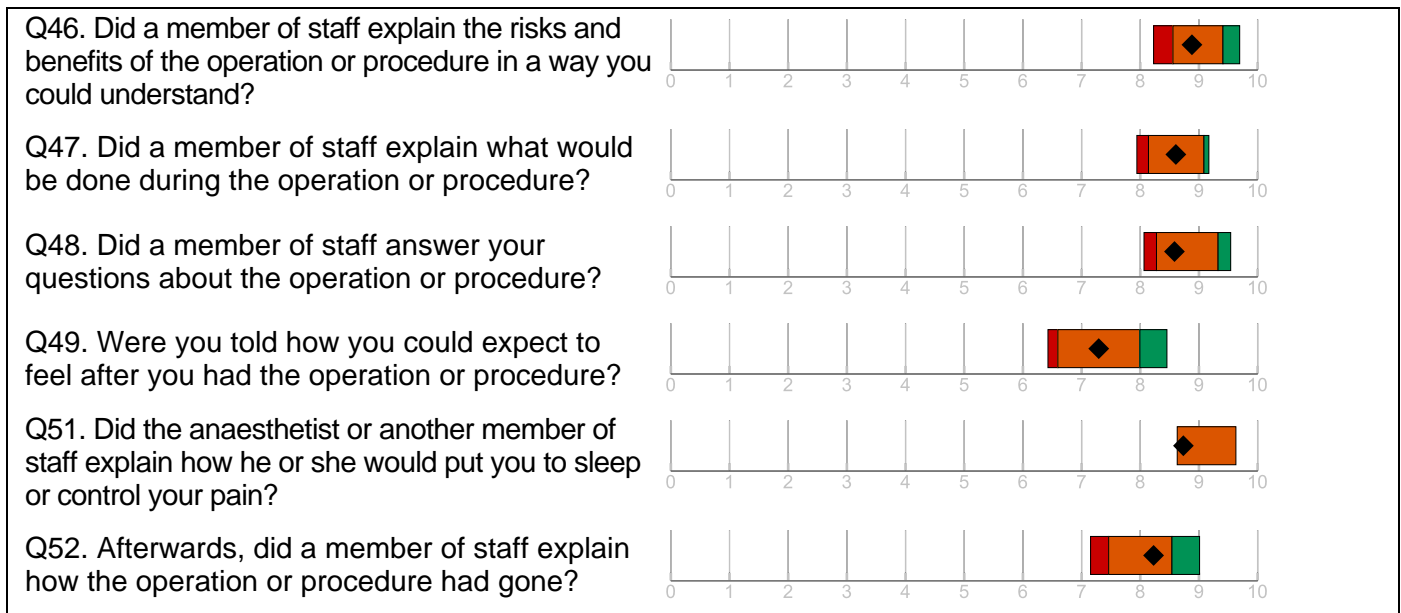 Q46. Did a member of staff explain the risks and
benefits of the operation or procedure in a way you
could understand?
0 1 2 3 4 5 6 7 8 9 10
Q47. Did a member of staff explain what would
be done during the operation or procedure?
0 1 2 3 4 5 6 7 8 9 10
Q48. Did a member of staff answer your
questions about the operation or procedure?
0 1 2 3 4 5 6 7 8 9 10
Q49. Were you told how you could expect to
feel after you had the operation or procedure?
0 1 2 3 4 5 6 7 8 9 10
Q51. Did the anaesthetist or another member of
staff explain how he or she would put you to sleep
or control your pain?
0 1 2 3 4 5 6 7 8 9 10
Q52. Afterwards, did a member of staff explain
how the operation or procedure had gone?
0 1 2 3 4 5 6 7 8 9 10